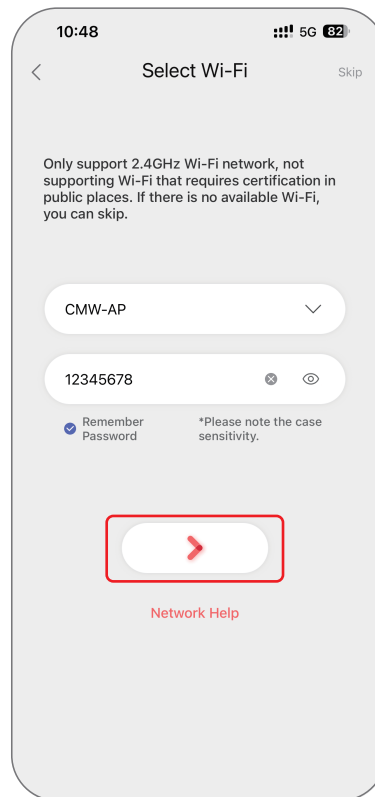 10:48
5G 82
Select Wi-Fi
Skip
Only support 2.4GHz Wi-Fi network, not
supporting Wi-Fi that requires certification in
public places. If there is no available Wi-Fi,
you can skip.
CMW-AP
12345678
Remember
Password
*Please note the case
sensitivity.
Network Help